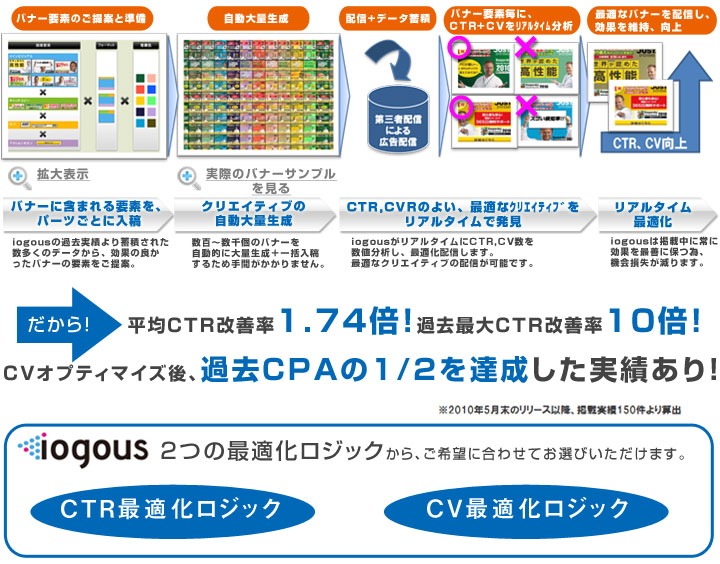 バナー要素のご提案と準備
自動大量生成
配信+データ蓄積
バナー要素毎に、
CTR+CVをリアルタイム分析
最適なバナーを配信し、
効果を維持、向上
第三者配信
による
広告配信
世界が認めた
高性能
CTR、CV向上
拡大表示
実際のバナーサンプル
を見る
バナーに含まれる要素を、
パーツごとに入稿
クリエイティブの
自動大量生成
CTR,CVRのよい、最適なクリエイティブを
リアルタイムで発見
リアルタイム
最適化
iogousの過去実績より蓄積された
数多くのデータから、効果の良か
ったバナーの要素をご提案。
数百～数千個のバナーを
自動的に大量生成+一括入稿
するため手間がかかりません。
iogousがリアルタイムにCTR,CV数を
数値分析し、最適化配信します。
最適なクリエイティブの配信が可能です。
iogousは掲載中に常に
効果を最善に保つ為、
機会損失が減ります。
だから!
平均CTR改善率1.74倍!過去最大CTR改善率10倍!
CVオプティマイズ後、過去CPAの1/2を達成した実績あり!
※2010年5月末のリリース以降、掲載実績150件より算出
iogous 2つの最適化ロジックから、ご希望に合わせてお選びいただけます。
CTR最適化ロジック
CV最適化ロジック